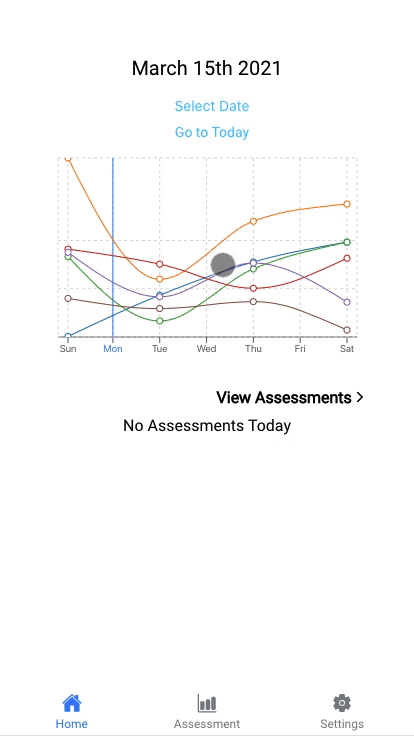 March 15th 2021
Select Date
Go to Today
Sun Mon Tue Wed Thu Fri Sat
View Assessments
No Assessments Today
Home Assessment Settings